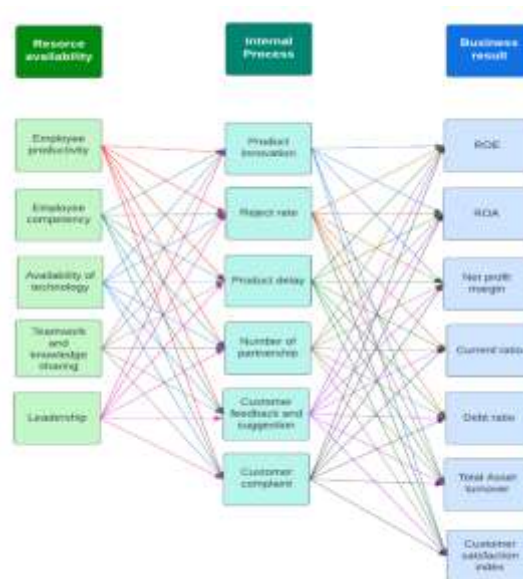 Resorce
availability
Internal
Process
Business
result
Employee
productivity
Product
innovation
ROE
Employee
competency
Reject rate
ROA
Availability of
technology
Product delay
Net profit
margin
Teamwork
and
knowledge
sharing
Number of
partnership
Current ratio
Leadership
Customer
feedback and
suggestion
Debt ratio
Customer
complaint
Total Asset
turnover
Customer
satisfaction
index